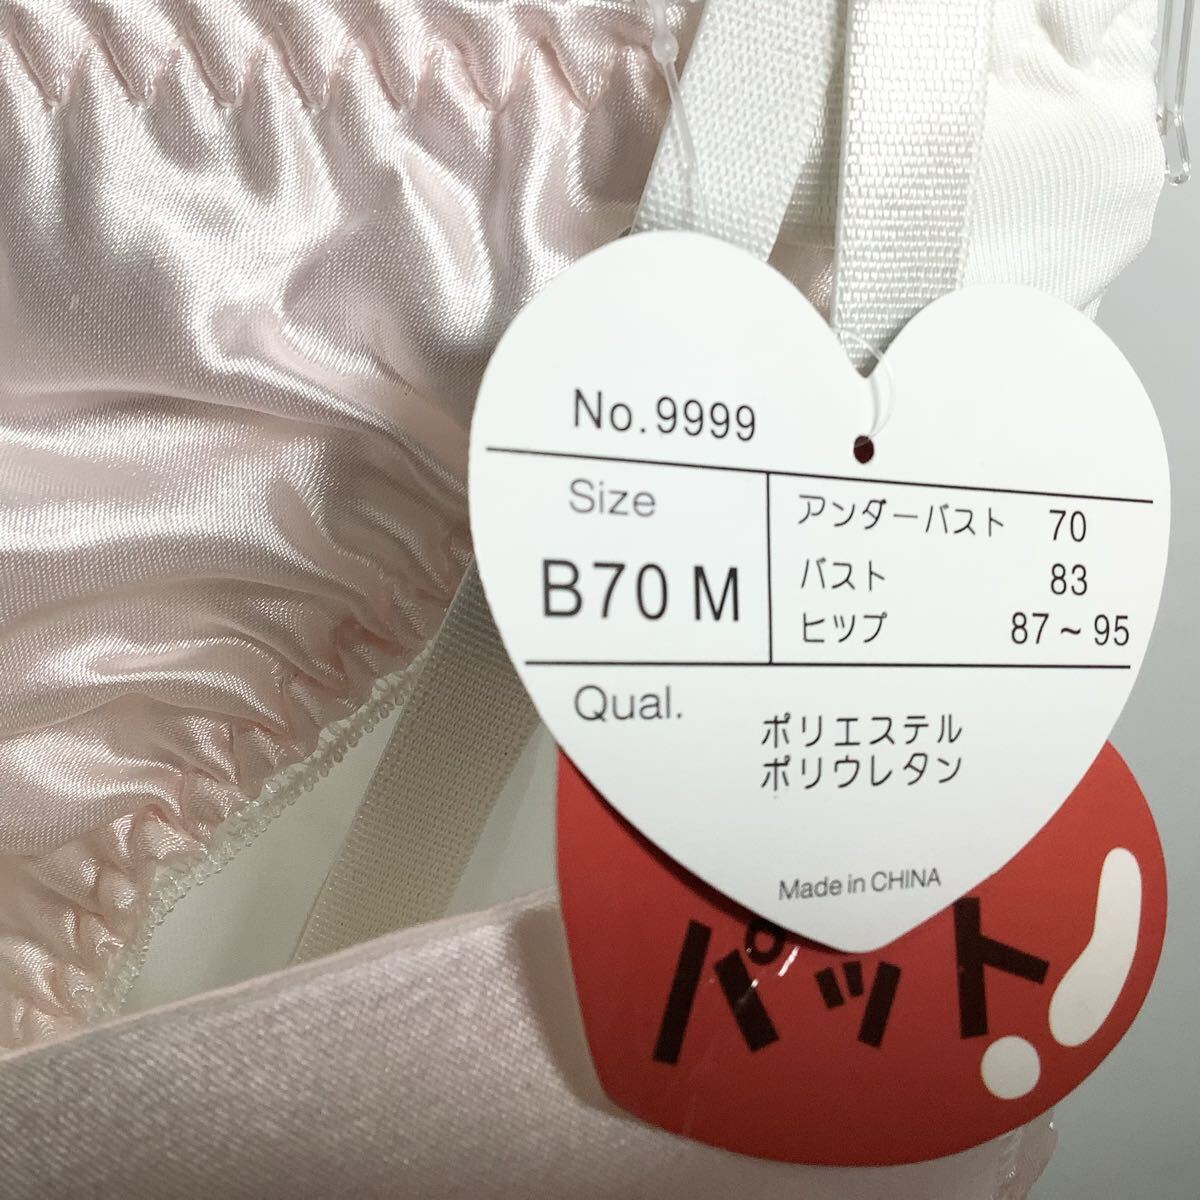 No.9999
Size
B70 M
アンダーバスト 70
バスト 83
ヒップ 87~95
Qual.
ポリエステル
ポリウレタン
Made in CHINA
パット